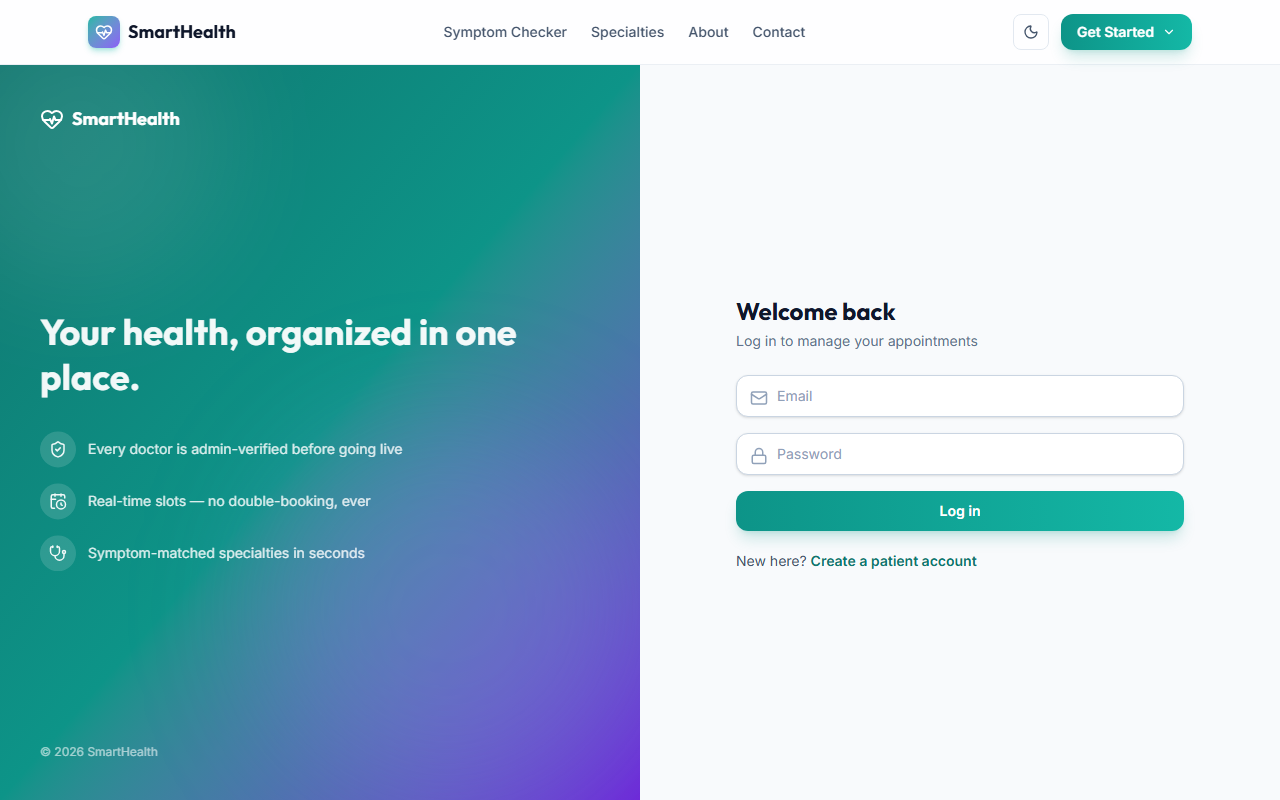 SmartHealth
Symptom Checker
Specialties
About
Contact
Get Started
SmartHealth
Your health, organized in one
place.
Every doctor is admin-verified before going live
Real-time slots — no double-booking, ever
Symptom-matched specialties in seconds
© 2026 SmartHealth
Welcome back
Log in to manage your appointments
Email
Password
Log in
New here? Create a patient account